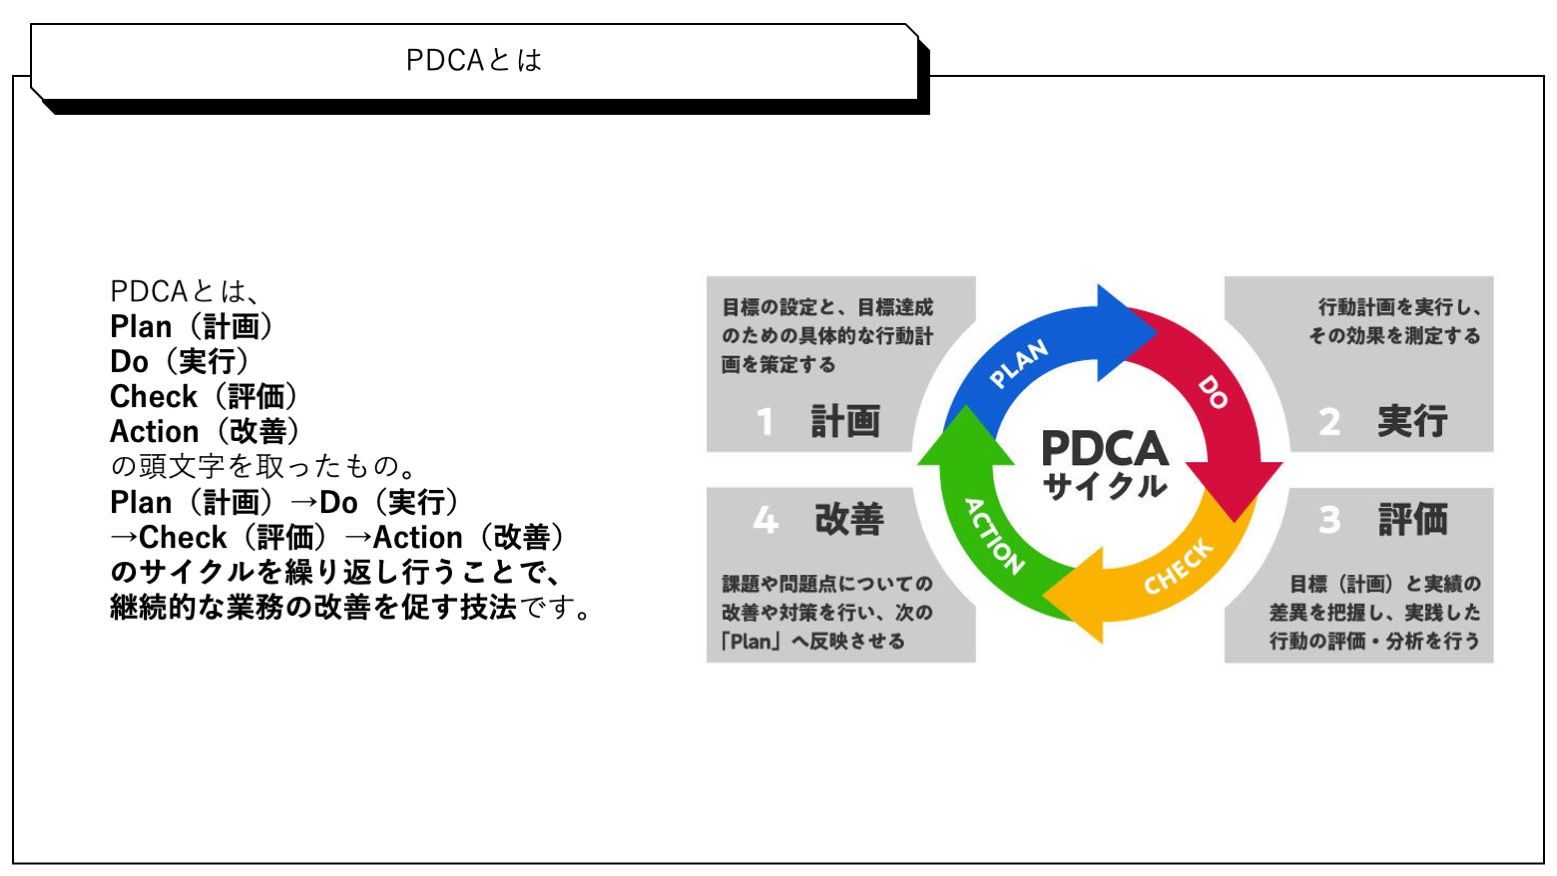 PDCAとは
PDCAとは、
Plan（計画）
Do（実行）
Check（評価）
Action（改善）
の頭文字を取ったもの。
Plan（計画）→Do（実行）
→Check（評価）→Action（改善）
のサイクルを繰り返し行うことで、
継続的な業務の改善を促す技法です。
目標の設定と、目標達成
のための具体的な行動計
画を策定する
1 計画
行動計画を実行し、
その効果を測定する
2 実行
PLAN
DO
PDCA
サイクル
ACTION
CHECK
4 改善
課題や問題点についての
改善や対策を行い、次の
「Plan」へ反映させる
3 評価
目標（計画）と実績の
差異を把握し、実践した
行動の評価・分析を行う